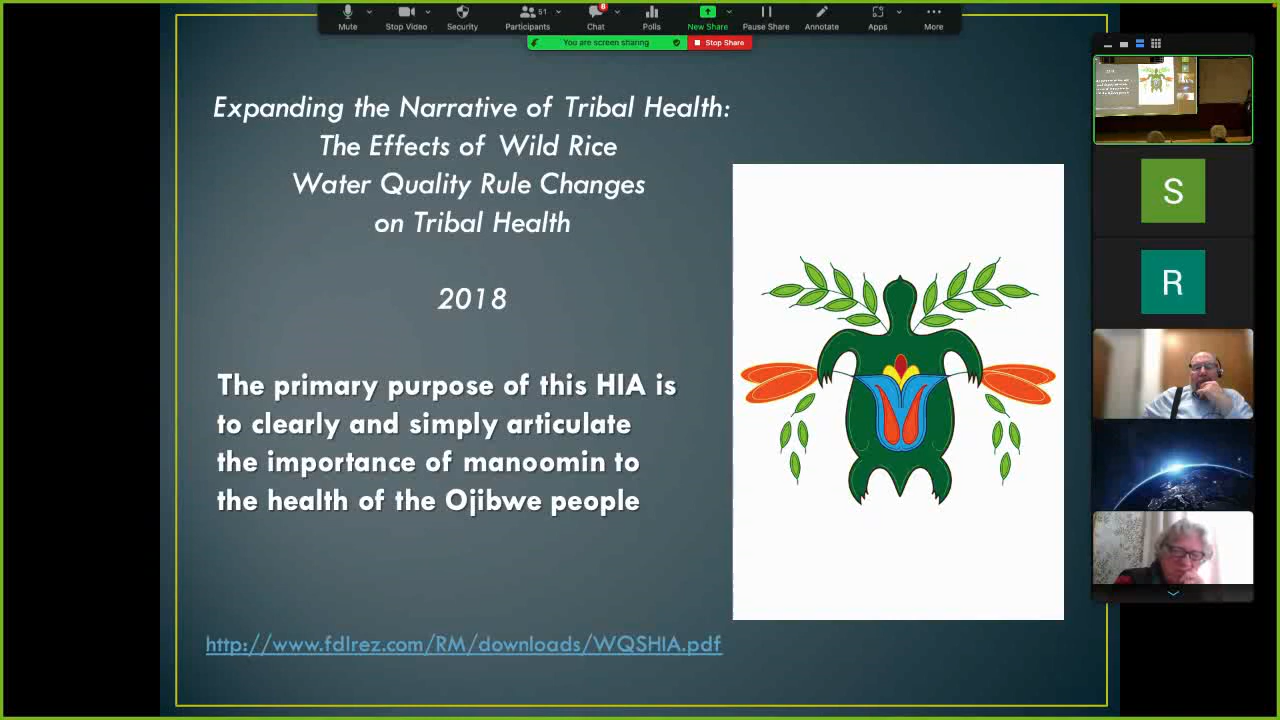 Mute
Stop Video
Security
51
Participants
8
Chat
Polls
New Share
Pause Share
Annotate
Apps
More
You are screen sharing
Stop Share
Expanding the Narrative of Tribal Health:
The Effects of Wild Rice
Water Quality Rule Changes
on Tribal Health
2018
The primary purpose of this HIA is
to clearly and simply articulate
the importance of manoomin to
the health of the Ojibwe people
http://www.fdlrez.com/RM/downloads/WQSHIA.pdf
S
R